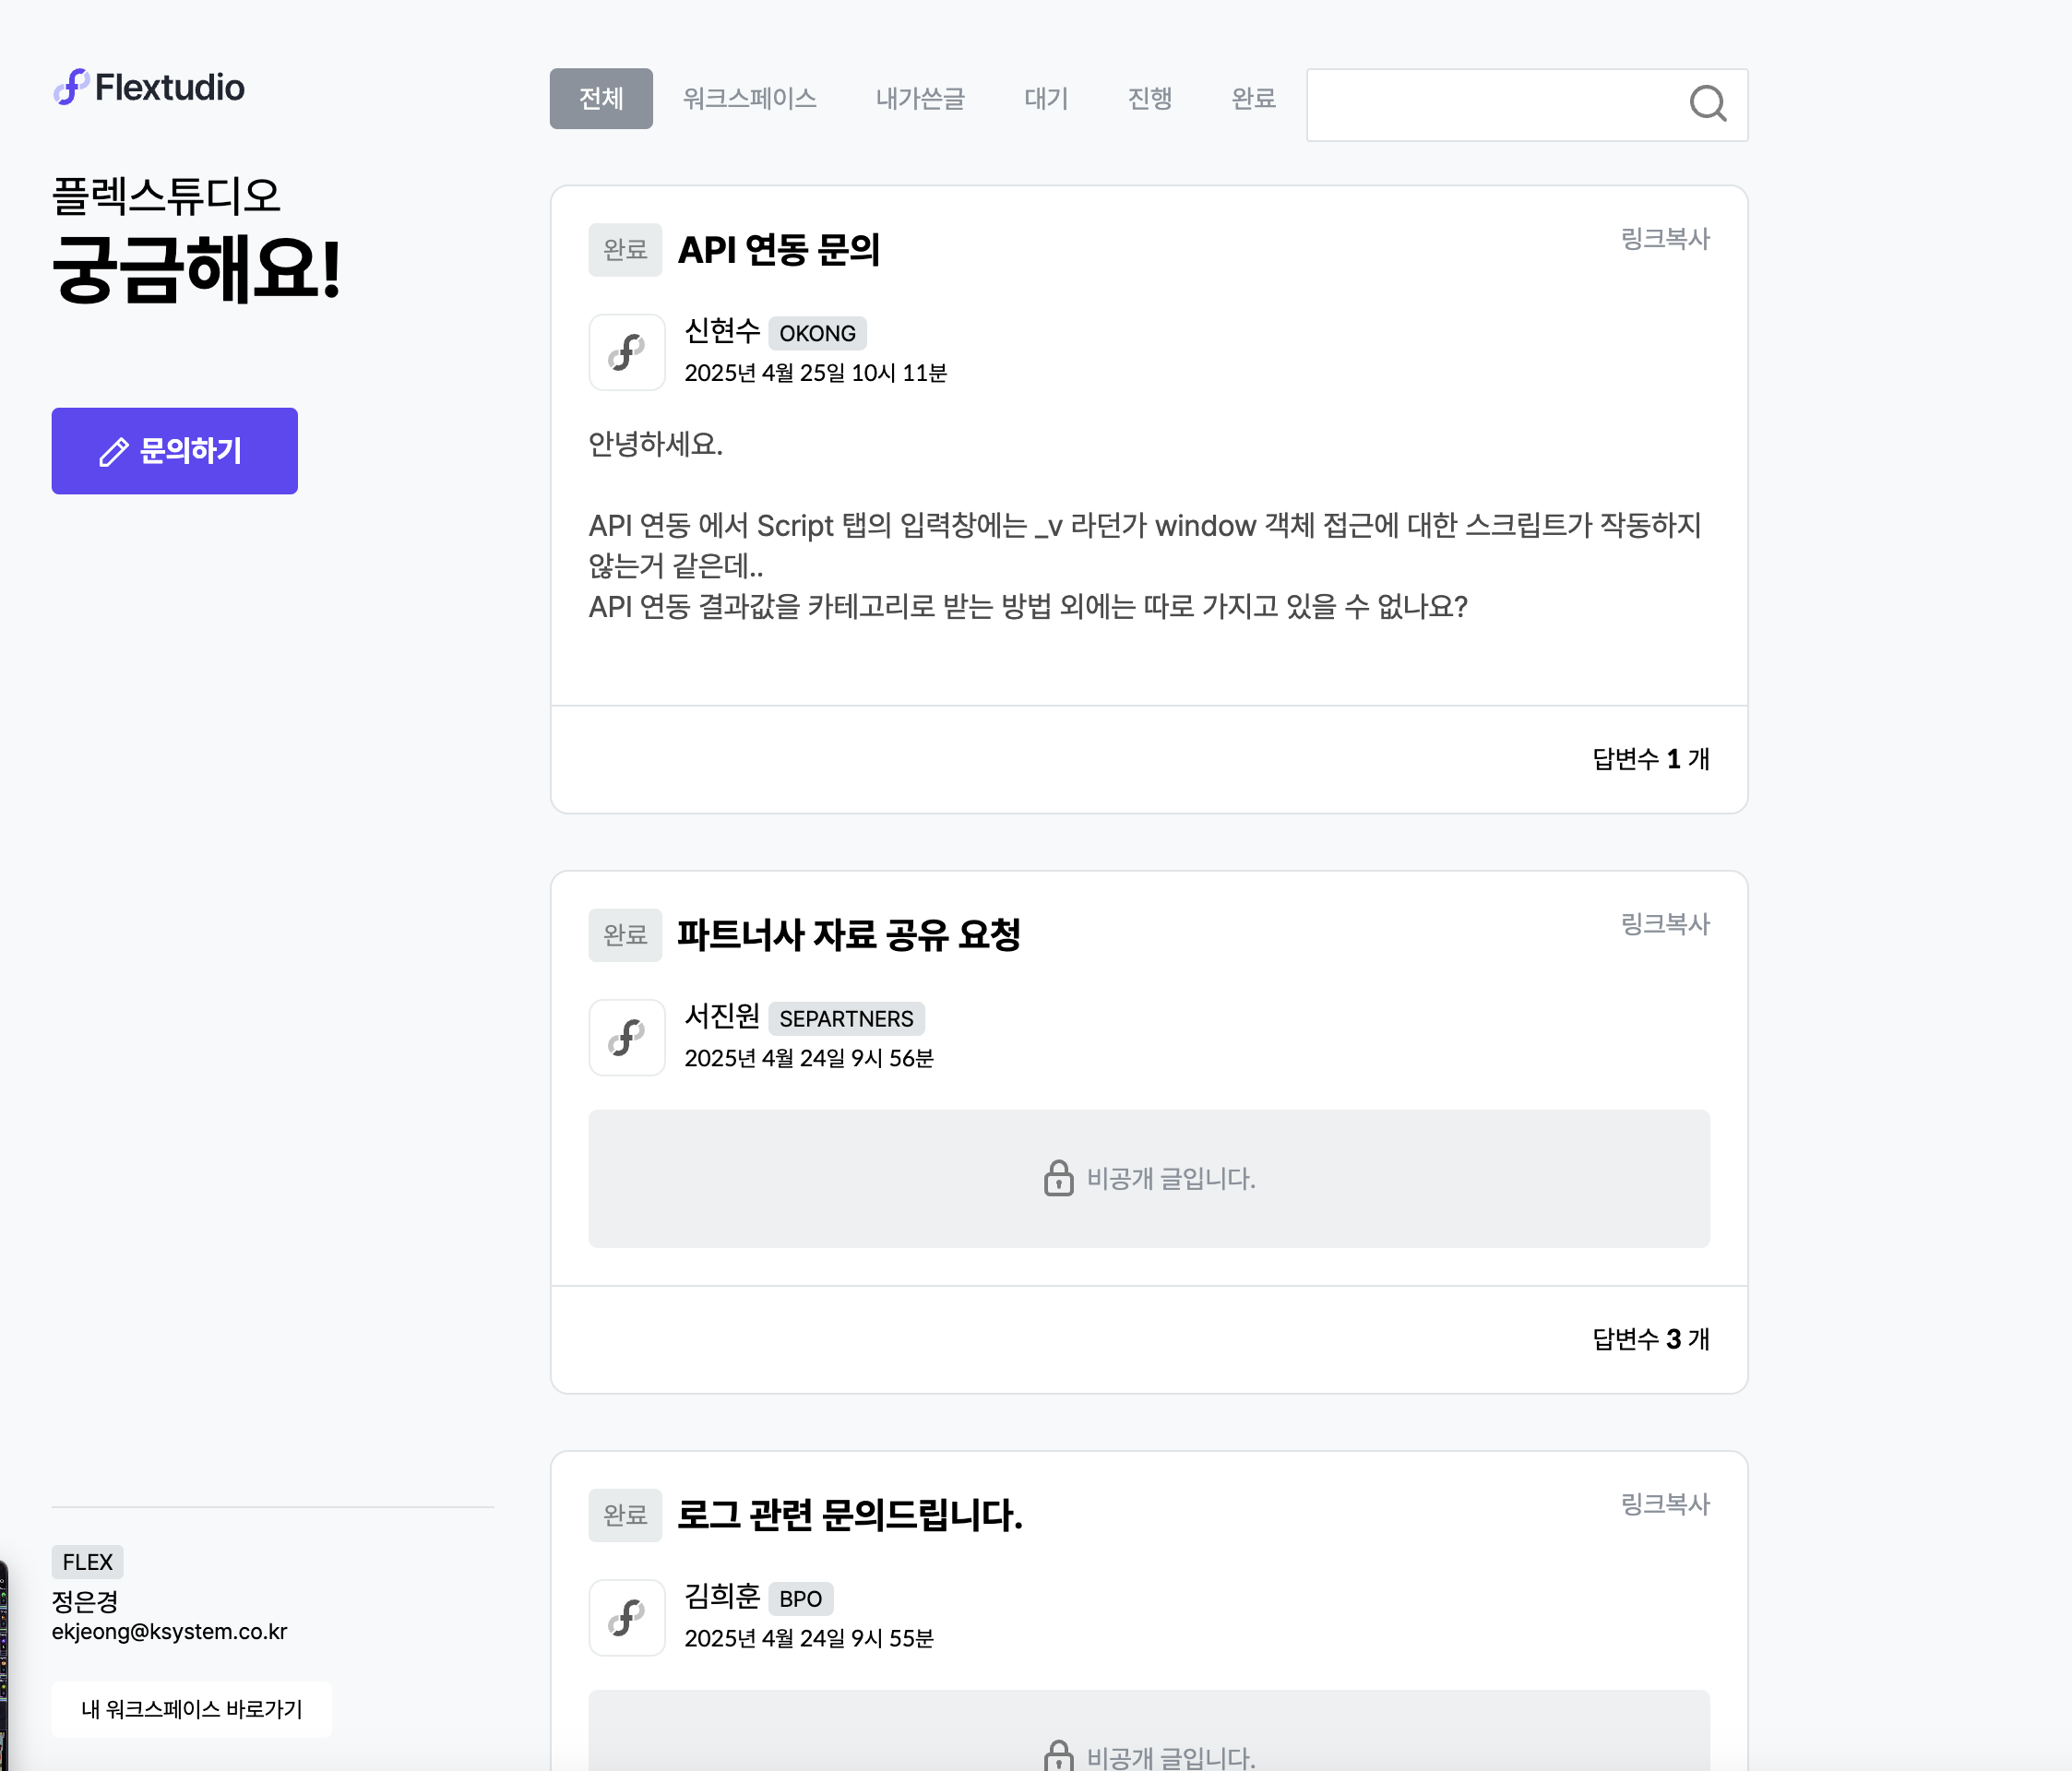 Flextudio
플렉스튜디오
궁금해요!
문의하기
전체 워크스페이스 내가쓴글 대기 진행 완료
완료 API 연동 문의 링크복사
신현수 OKONG
2025년 4월 25일 10시 11분
안녕하세요.
API 연동 에서 Script 탭의 입력창에는 _v 라던가 window 객체 접근에 대한 스크립트가 작동하지
않는거 같은데..
API 연동 결과값을 카테고리로 받는 방법 외에는 따로 가지고 있을 수 없나요?
답변수 1 개
완료 파트너사 자료 공유 요청 링크복사
서진원 SEPARTNERS
2025년 4월 24일 9시 56분
비공개 글입니다.
답변수 3 개
완료 로그 관련 문의드립니다. 링크복사
김희훈 BPO
2025년 4월 24일 9시 55분
비공개 글입니다.
FLEX
정은경
ekjeong@ksystem.co.kr
내 워크스페이스 바로가기